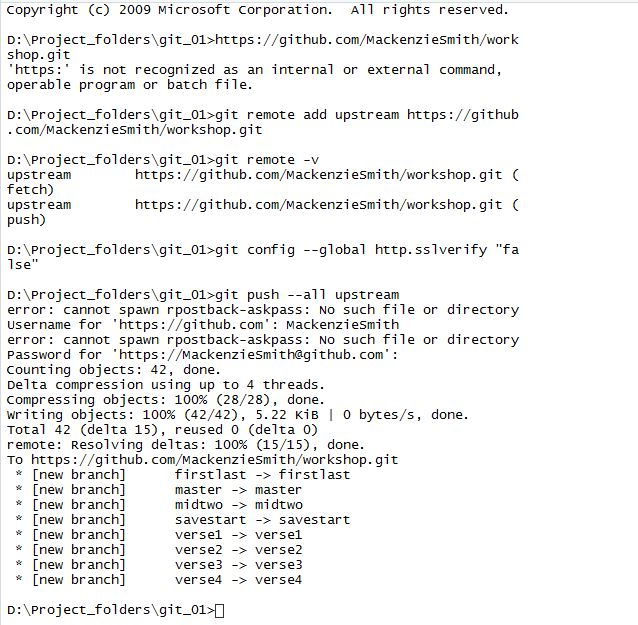 Copyright (c) 2009 Microsoft Corporation.  All rights reserved.
D:\Project_folders\git_01>https://github.com/MackenzieSmith/work
shop.git
'https:' is not recognized as an internal or external command,
operable program or batch file.
D:\Project_folders\git_01>git remote add upstream https://github
.com/MackenzieSmith/workshop.git
D:\Project_folders\git_01>git remote -v
upstream        https://github.com/MackenzieSmith/workshop.git (
fetch)
upstream        https://github.com/MackenzieSmith/workshop.git (
push)
D:\Project_folders\git_01>git config --global http.sslverify "fa
lse"
D:\Project_folders\git_01>git push --all upstream
error: cannot spawn rpostback-askpass: No such file or directory
Username for 'https://github.com': MackenzieSmith
error: cannot spawn rpostback-askpass: No such file or directory
Password for 'https://MackenzieSmith@github.com':
Counting objects: 42, done.
Delta compression using up to 4 threads.
Compressing objects: 100% (28/28), done.
Writing objects: 100% (42/42), 5.22 KiB | 0 bytes/s, done.
Total 42 (delta 15), reused 0 (delta 0)
remote: Resolving deltas: 100% (15/15), done.
To https://github.com/MackenzieSmith/workshop.git
 * [new branch]      firstlast -> firstlast
 * [new branch]      master -> master
 * [new branch]      midtwo -> midtwo
 * [new branch]      savestart -> savestart
 * [new branch]      verse1 -> verse1
 * [new branch]      verse2 -> verse2
 * [new branch]      verse3 -> verse3
 * [new branch]      verse4 -> verse4
D:\Project_folders\git_01>